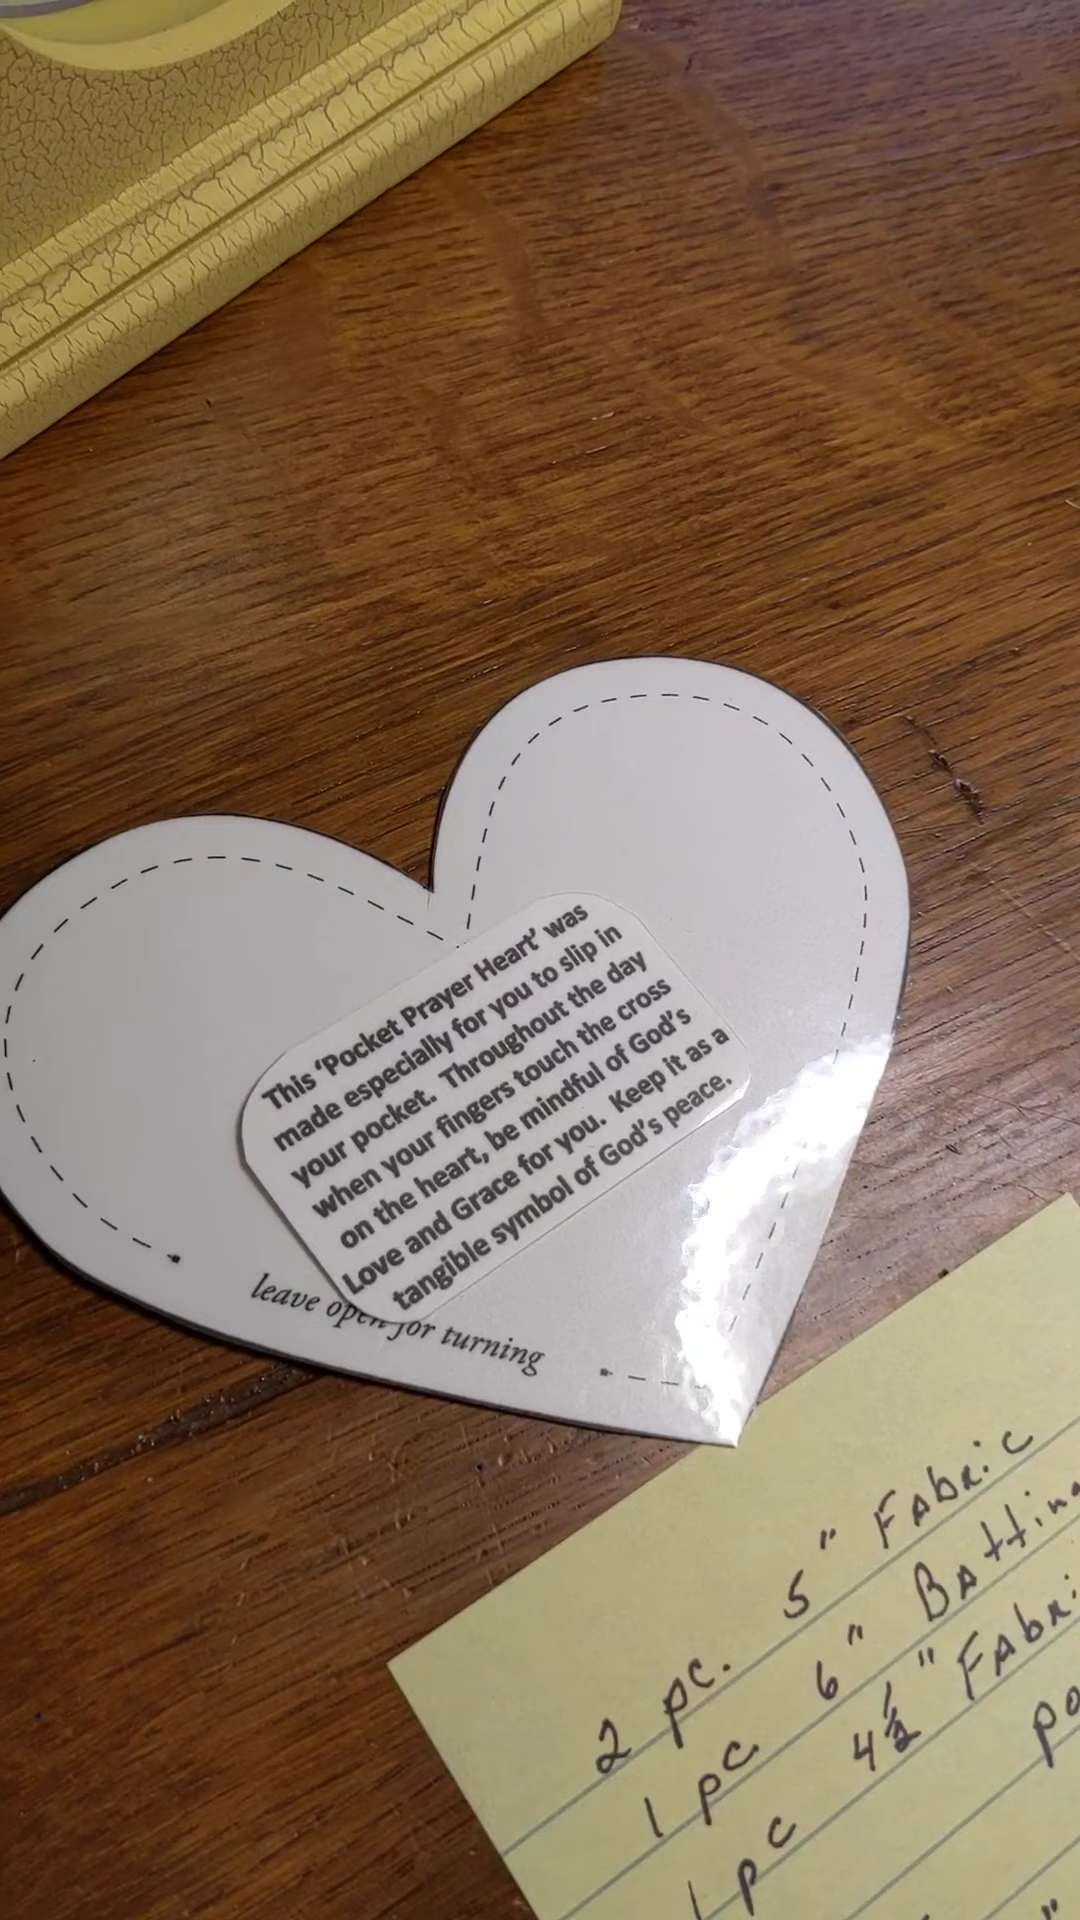 This ‘Pocket Prayer Heart’ was
made especially for you to slip in
your pocket. Throughout the day
when your fingers touch the cross
on the heart, be mindful of God’s
Love and Grace for you. Keep it as a
tangible symbol of God’s peace.
leave open for turning
2 pc. 5" Fabric
1 pc 6" Batting
1 pc 4½" Fabri
po